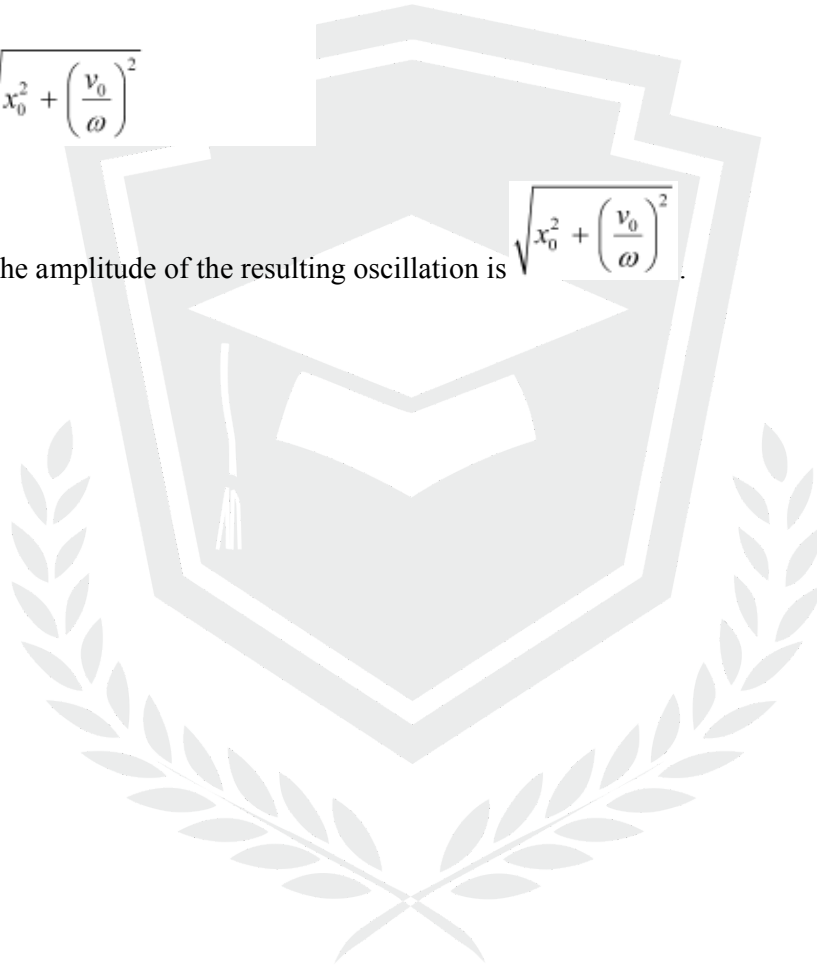 √(x₀² + (v₀/ω)²)
he amplitude of the resulting oscillation is √(x₀² + (v₀/ω)²).